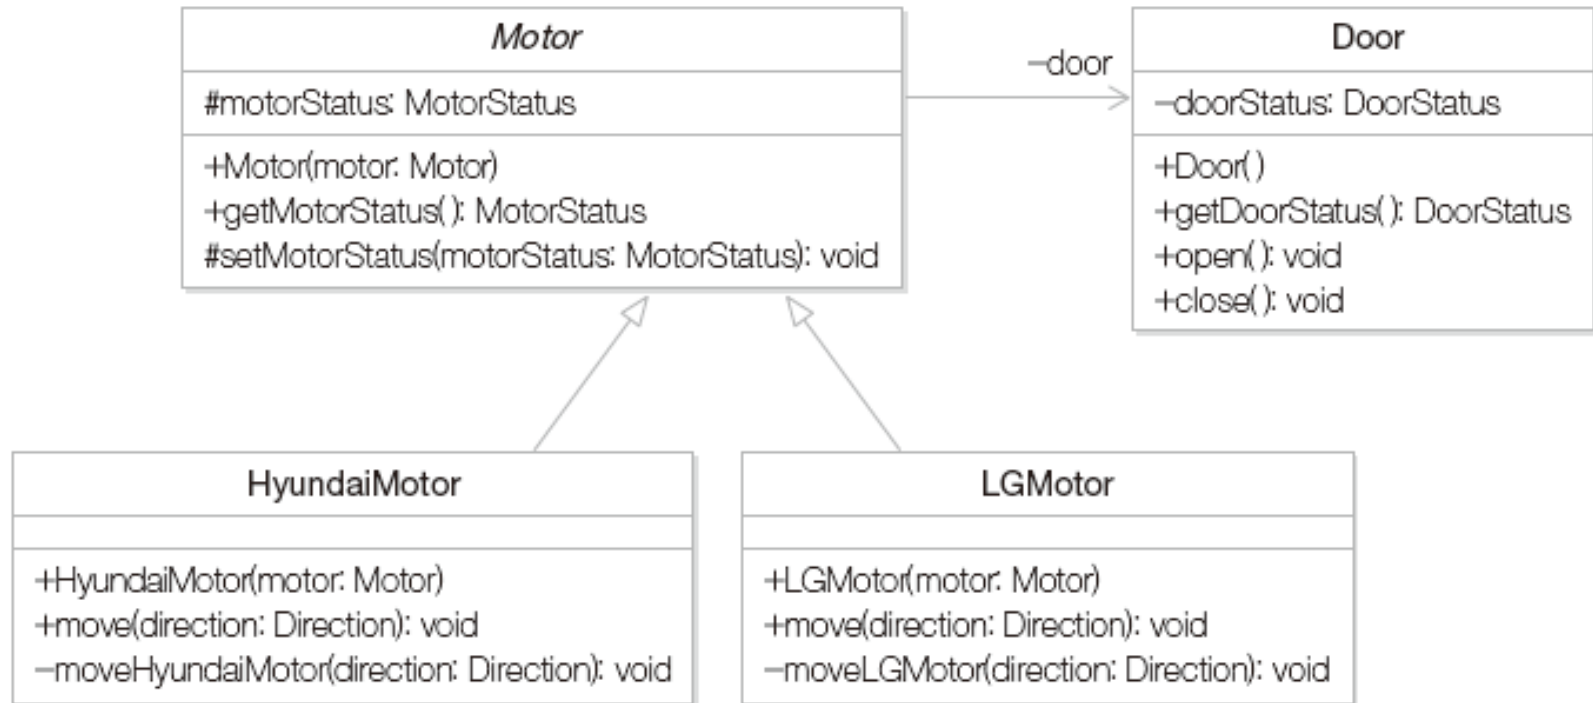 Motor
#motorStatus: MotorStatus
+Motor(motor: Motor)
+getMotorStatus(): MotorStatus
#setMotorStatus(motorStatus: MotorStatus): void
–door
Door
–doorStatus: DoorStatus
+Door()
+getDoorStatus(): DoorStatus
+open(): void
+close(): void
HyundaiMotor
+HyundaiMotor(motor: Motor)
+move(direction: Direction): void
–moveHyundaiMotor(direction: Direction): void
LGMotor
+LGMotor(motor: Motor)
+move(direction: Direction): void
–moveLGMotor(direction: Direction): void